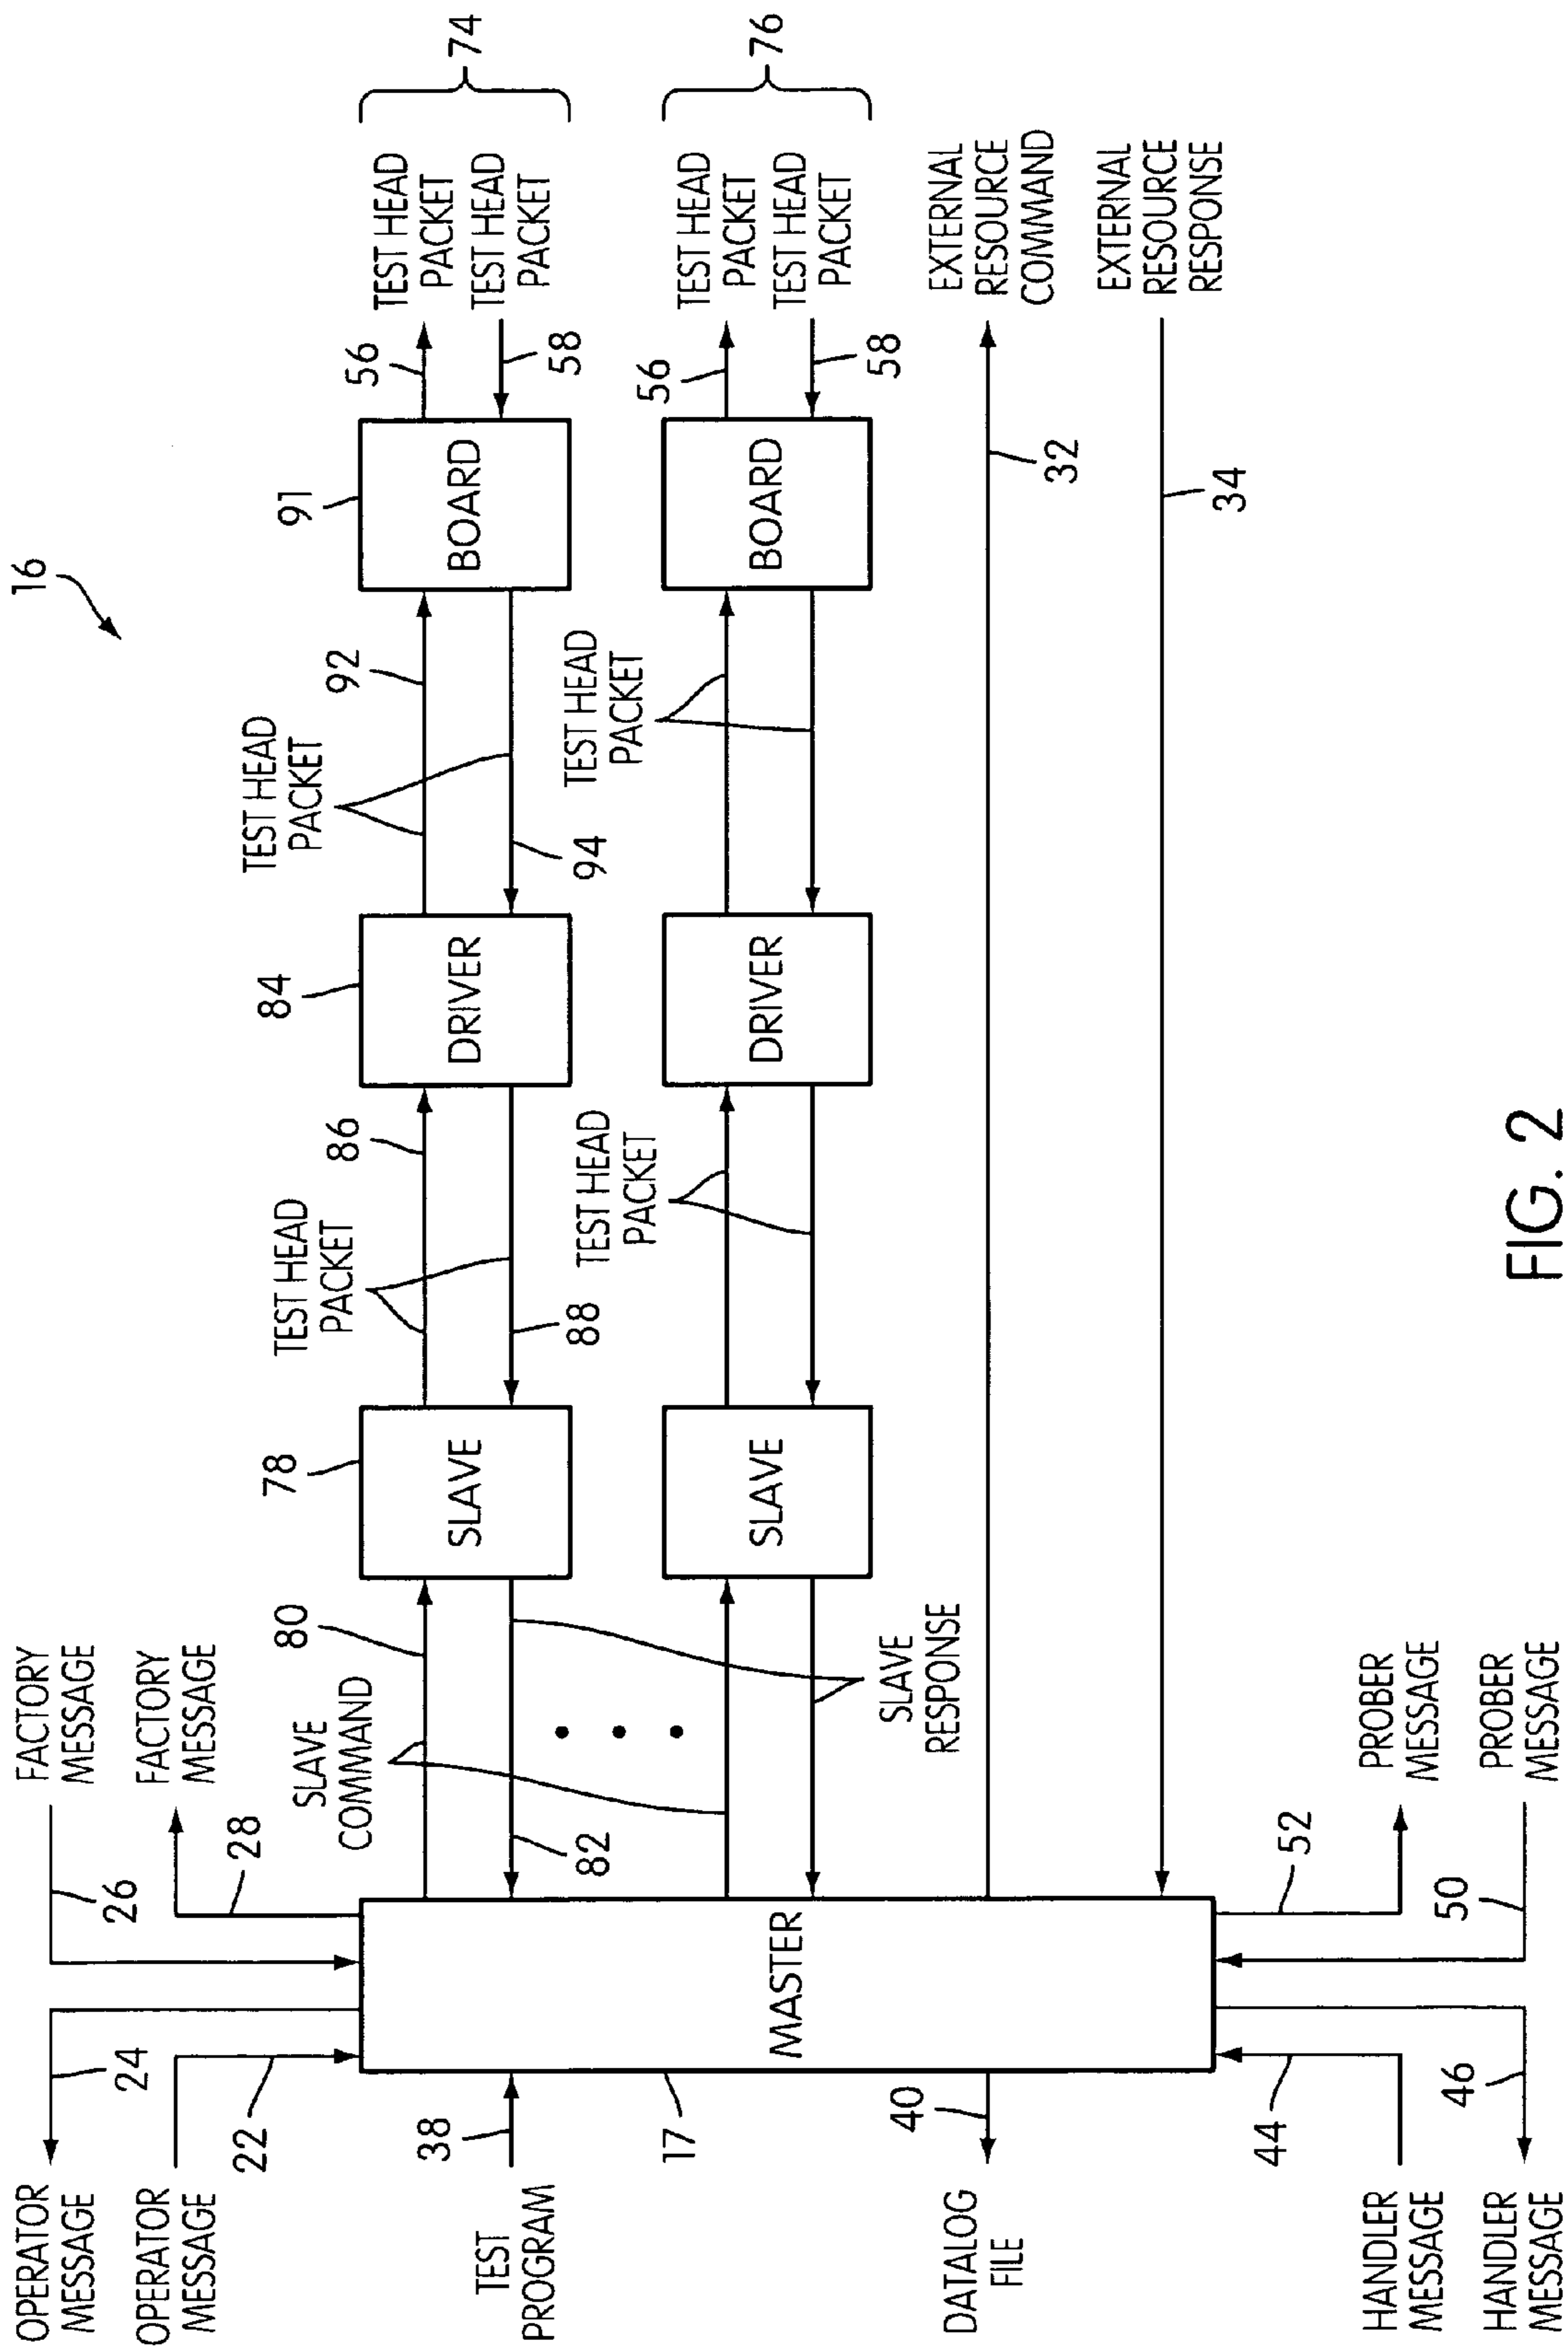 16
FACTORY
MESSAGE
FACTORY
MESSAGE
26
28
OPERATOR
MESSAGE
OPERATOR
MESSAGE
24
22
TEST
PROGRAM
38
17
MASTER
DATALOG
FILE
40
HANDLER
MESSAGE
HANDLER
MESSAGE
44
46
PROBER
MESSAGE
PROBER
MESSAGE
52
50
SLAVE
COMMAND
80
82
SLAVE
RESPONSE
78
SLAVE
TEST HEAD
PACKET
86
88
84
DRIVER
TEST HEAD
PACKET
92
94
91
BOARD
56
58
TEST HEAD
PACKET
TEST HEAD
PACKET
74
SLAVE
TEST HEAD
PACKET
DRIVER
TEST HEAD
PACKET
BOARD
56
58
TEST HEAD
PACKET
TEST HEAD
PACKET
76
32
EXTERNAL
RESOURCE
COMMAND
34
EXTERNAL
RESOURCE
RESPONSE
FIG. 2